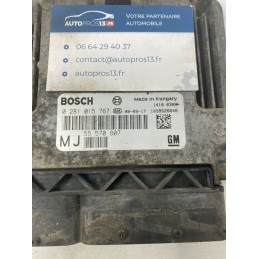 AUTOPROS13.FR
VOTRE PARTENAIRE
AUTOMOBILE
06 64 29 40 37
contact@autopros13.fr
autopros13.fr
BOSCH
Made in Hungary
0 281 015 767
MJ
55 570 807
GM